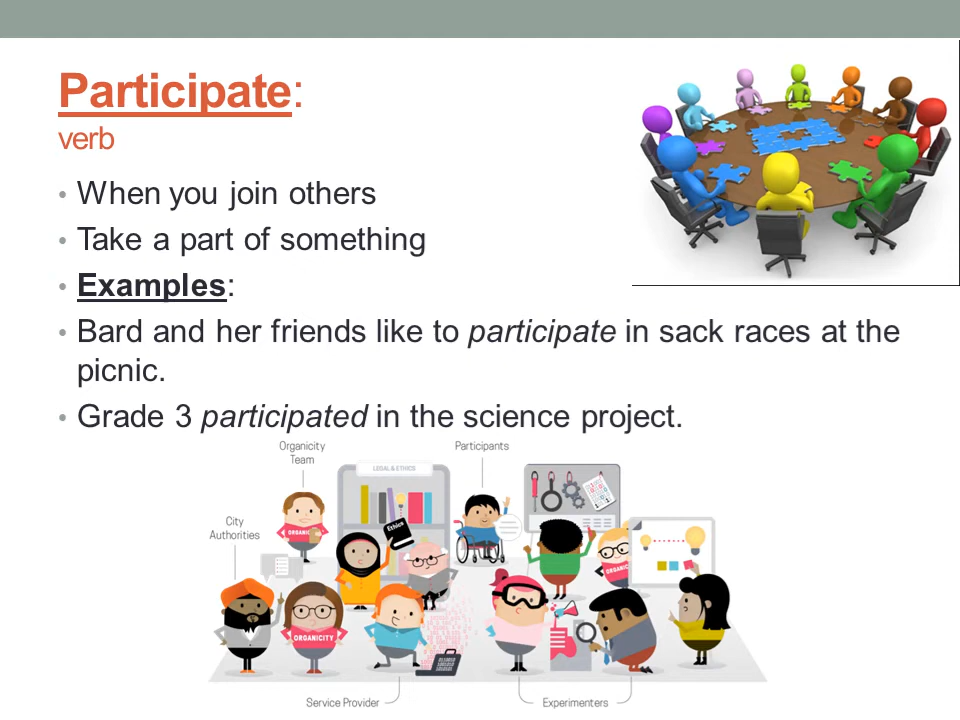 Participate:
verb
• When you join others
• Take a part of something
• Examples:
• Bard and her friends like to participate in sack races at the
picnic.
• Grade 3 participated in the science project.
Organicity
Team
Participants
LEGAL & ETHICS
City
Authorities
Ethics
ORGANIC
ORGANIC
ORGANICITY
Service Provider
Experimenters